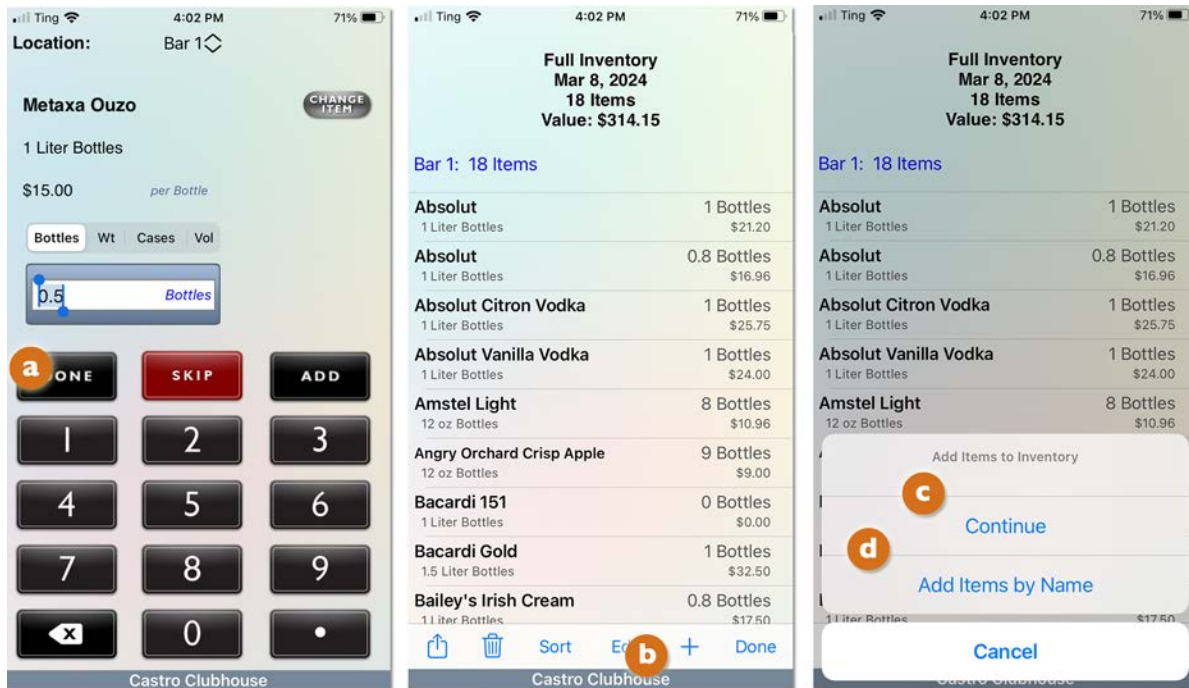 Ting 4:02 PM 71%
Location: Bar 1
Metaxa Ouzo CHANGE ITEM
1 Liter Bottles
$15.00 per Bottle
Bottles Wt Cases Vol
0.5 Bottles
a ONE SKIP ADD
1 2 3
4 5 6
7 8 9
x 0 •
Castro Clubhouse
Ting 4:02 PM 71%
Full Inventory
Mar 8, 2024
18 Items
Value: $314.15
Bar 1: 18 Items
Absolut 1 Bottles
1 Liter Bottles $21.20
Absolut 0.8 Bottles
1 Liter Bottles $16.96
Absolut Citron Vodka 1 Bottles
1 Liter Bottles $25.75
Absolut Vanilla Vodka 1 Bottles
1 Liter Bottles $24.00
Amstel Light 8 Bottles
12 oz Bottles $10.96
Angry Orchard Crisp Apple 9 Bottles
12 oz Bottles $9.00
Bacardi 151 0 Bottles
1 Liter Bottles $0.00
Bacardi Gold 1 Bottles
1.5 Liter Bottles $32.50
Bailey's Irish Cream 0.8 Bottles
1 Liter Bottles $17.50
Sort Ed b + Done
Castro Clubhouse
Ting 4:02 PM 71%
Full Inventory
Mar 8, 2024
18 Items
Value: $314.15
Bar 1: 18 Items
Absolut 1 Bottles
1 Liter Bottles $21.20
Absolut 0.8 Bottles
1 Liter Bottles $16.96
Absolut Citron Vodka 1 Bottles
1 Liter Bottles $25.75
Absolut Vanilla Vodka 1 Bottles
1 Liter Bottles $24.00
Amstel Light 8 Bottles
12 oz Bottles $10.96
Add Items to Inventory
c
Continue
d
Add Items by Name
1 Liter Bottles $17.50
Cancel
Castro Clubhouse